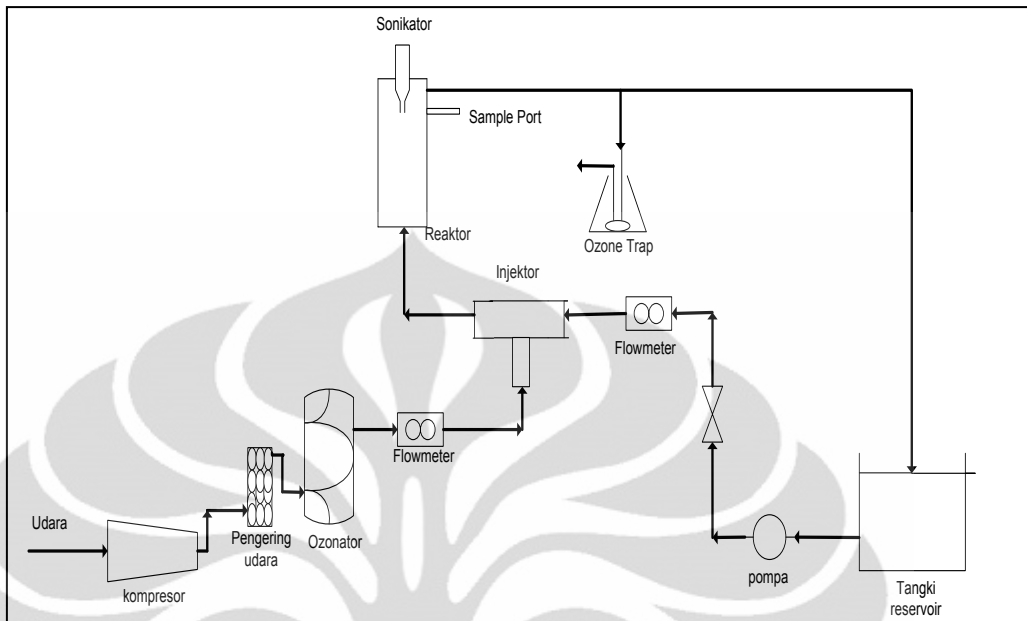 Sonikator
Sample Port
Reaktor
Ozone Trap
Injektor
Flowmeter
Flowmeter
Udara
Pengering
udara
Ozonator
kompresor
pompa
Tangki
reservoir